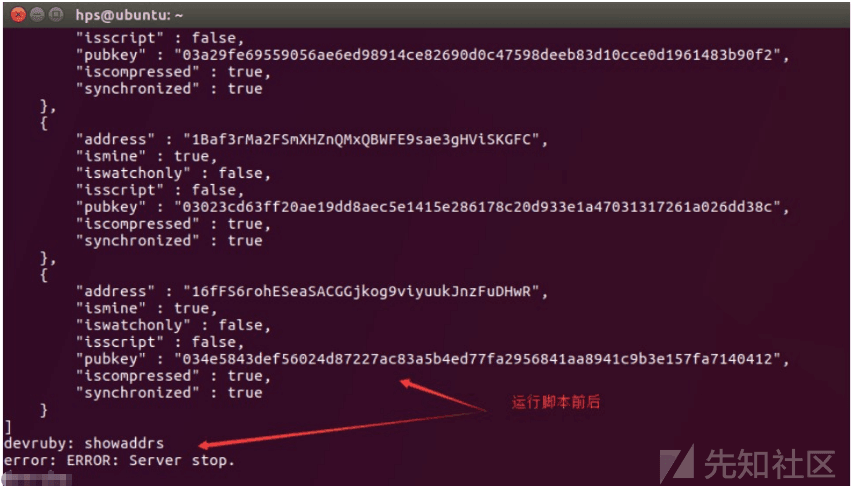 hps@ubuntu: ~
"isscript" : false,
"pubkey" : "03a29fe69559056ae6ed98914ce82690d0c47598deeb83d10cce0d1961483b90f2",
"iscompressed" : true,
"synchronized" : true
},
{
"address" : "1Baf3rMa2FSmXHZnQMxQBWFE9sae3gHViSKGFC",
"ismine" : true,
"iswatchonly" : false,
"isscript" : false,
"pubkey" : "03023cd63ff20ae19dd8aec5e1415e286178c20d933e1a47031317261a026dd38c",
"iscompressed" : true,
"synchronized" : true
},
{
"address" : "16fFS6rohESeaSACGGjkog9viyuukJnzFuDHwR",
"ismine" : true,
"iswatchonly" : false,
"isscript" : false,
"pubkey" : "034e5843def56024d87227ac83a5b4ed77fa2956841aa8941c9b3e157fa7140412",
"iscompressed" : true,
"synchronized" : true
}
]
运行脚本前后
devruby: showaddrs
error: ERROR: Server stop.
先知社区